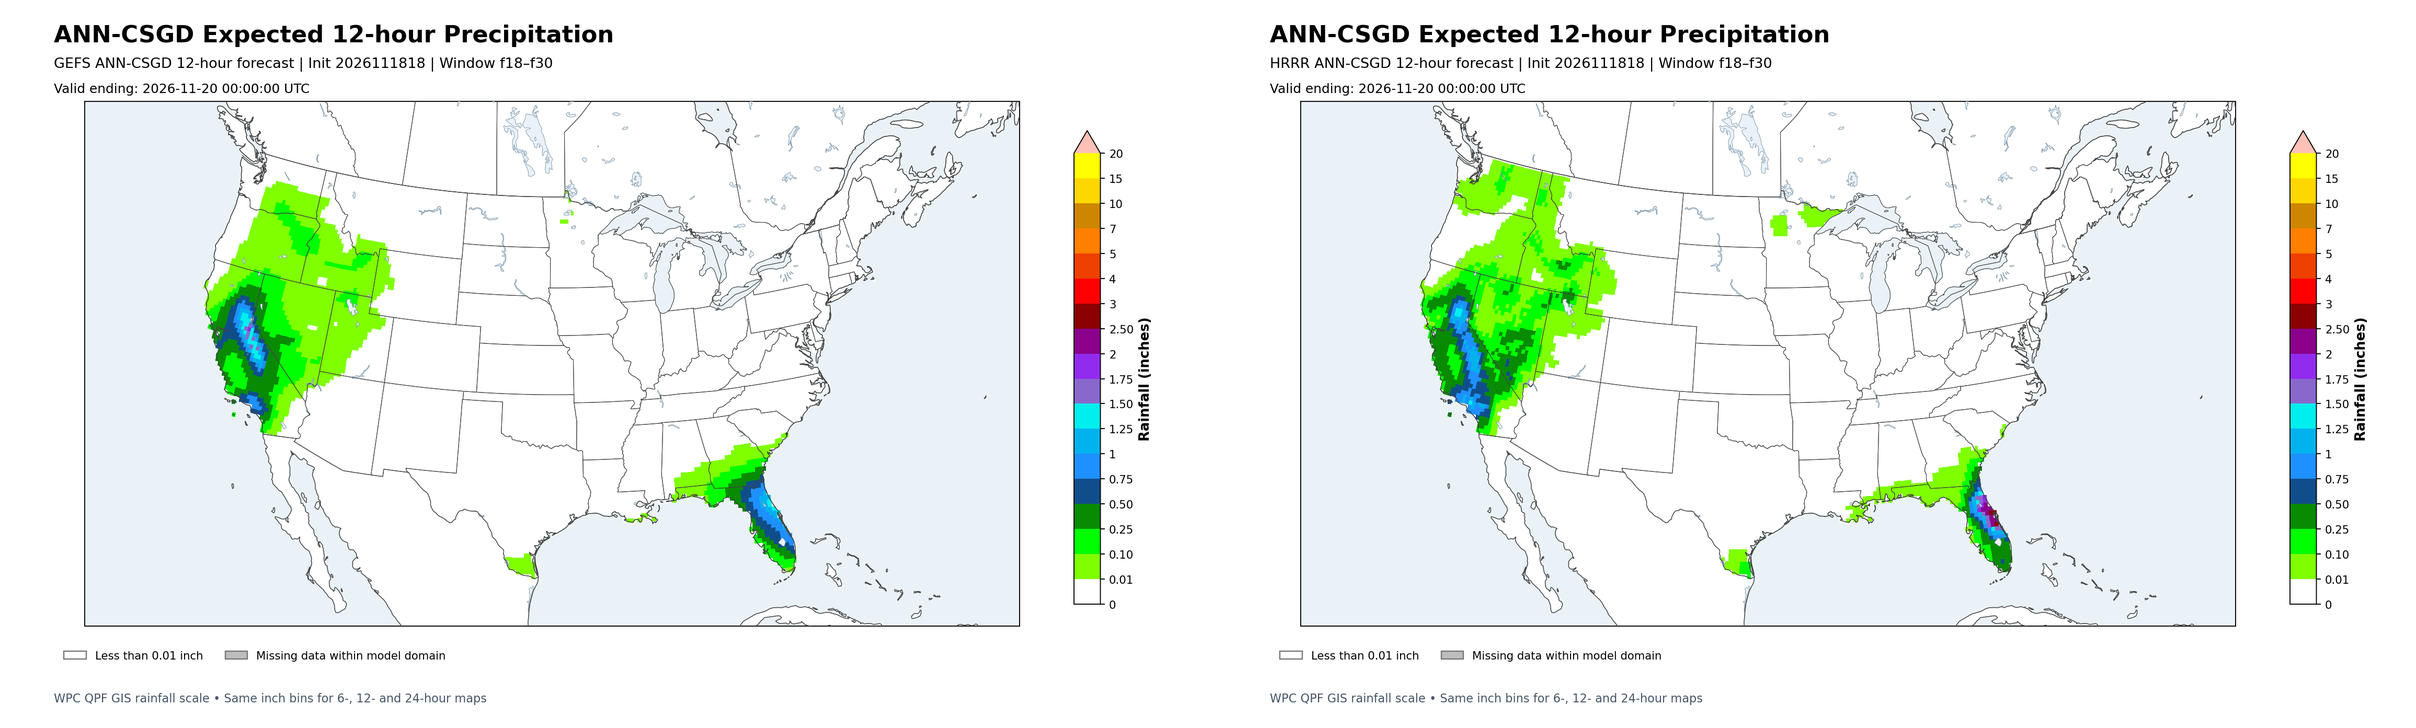 ANN-CSGD Expected 12-hour Precipitation
GEFS ANN-CSGD 12-hour forecast | Init 2026111818 | Window f18–f30
Valid ending: 2026-11-20 00:00:00 UTC
20
15
10
7
5
4
3
2.50
2
1.75
1.50
1.25
1
0.75
0.50
0.25
0.10
0.01
0
Rainfall (inches)
Less than 0.01 inch
Missing data within model domain
WPC QPF GIS rainfall scale • Same inch bins for 6-, 12- and 24-hour maps
ANN-CSGD Expected 12-hour Precipitation
HRRR ANN-CSGD 12-hour forecast | Init 2026111818 | Window f18–f30
Valid ending: 2026-11-20 00:00:00 UTC
20
15
10
7
5
4
3
2.50
2
1.75
1.50
1.25
1
0.75
0.50
0.25
0.10
0.01
0
Rainfall (inches)
Less than 0.01 inch
Missing data within model domain
WPC QPF GIS rainfall scale • Same inch bins for 6-, 12- and 24-hour maps